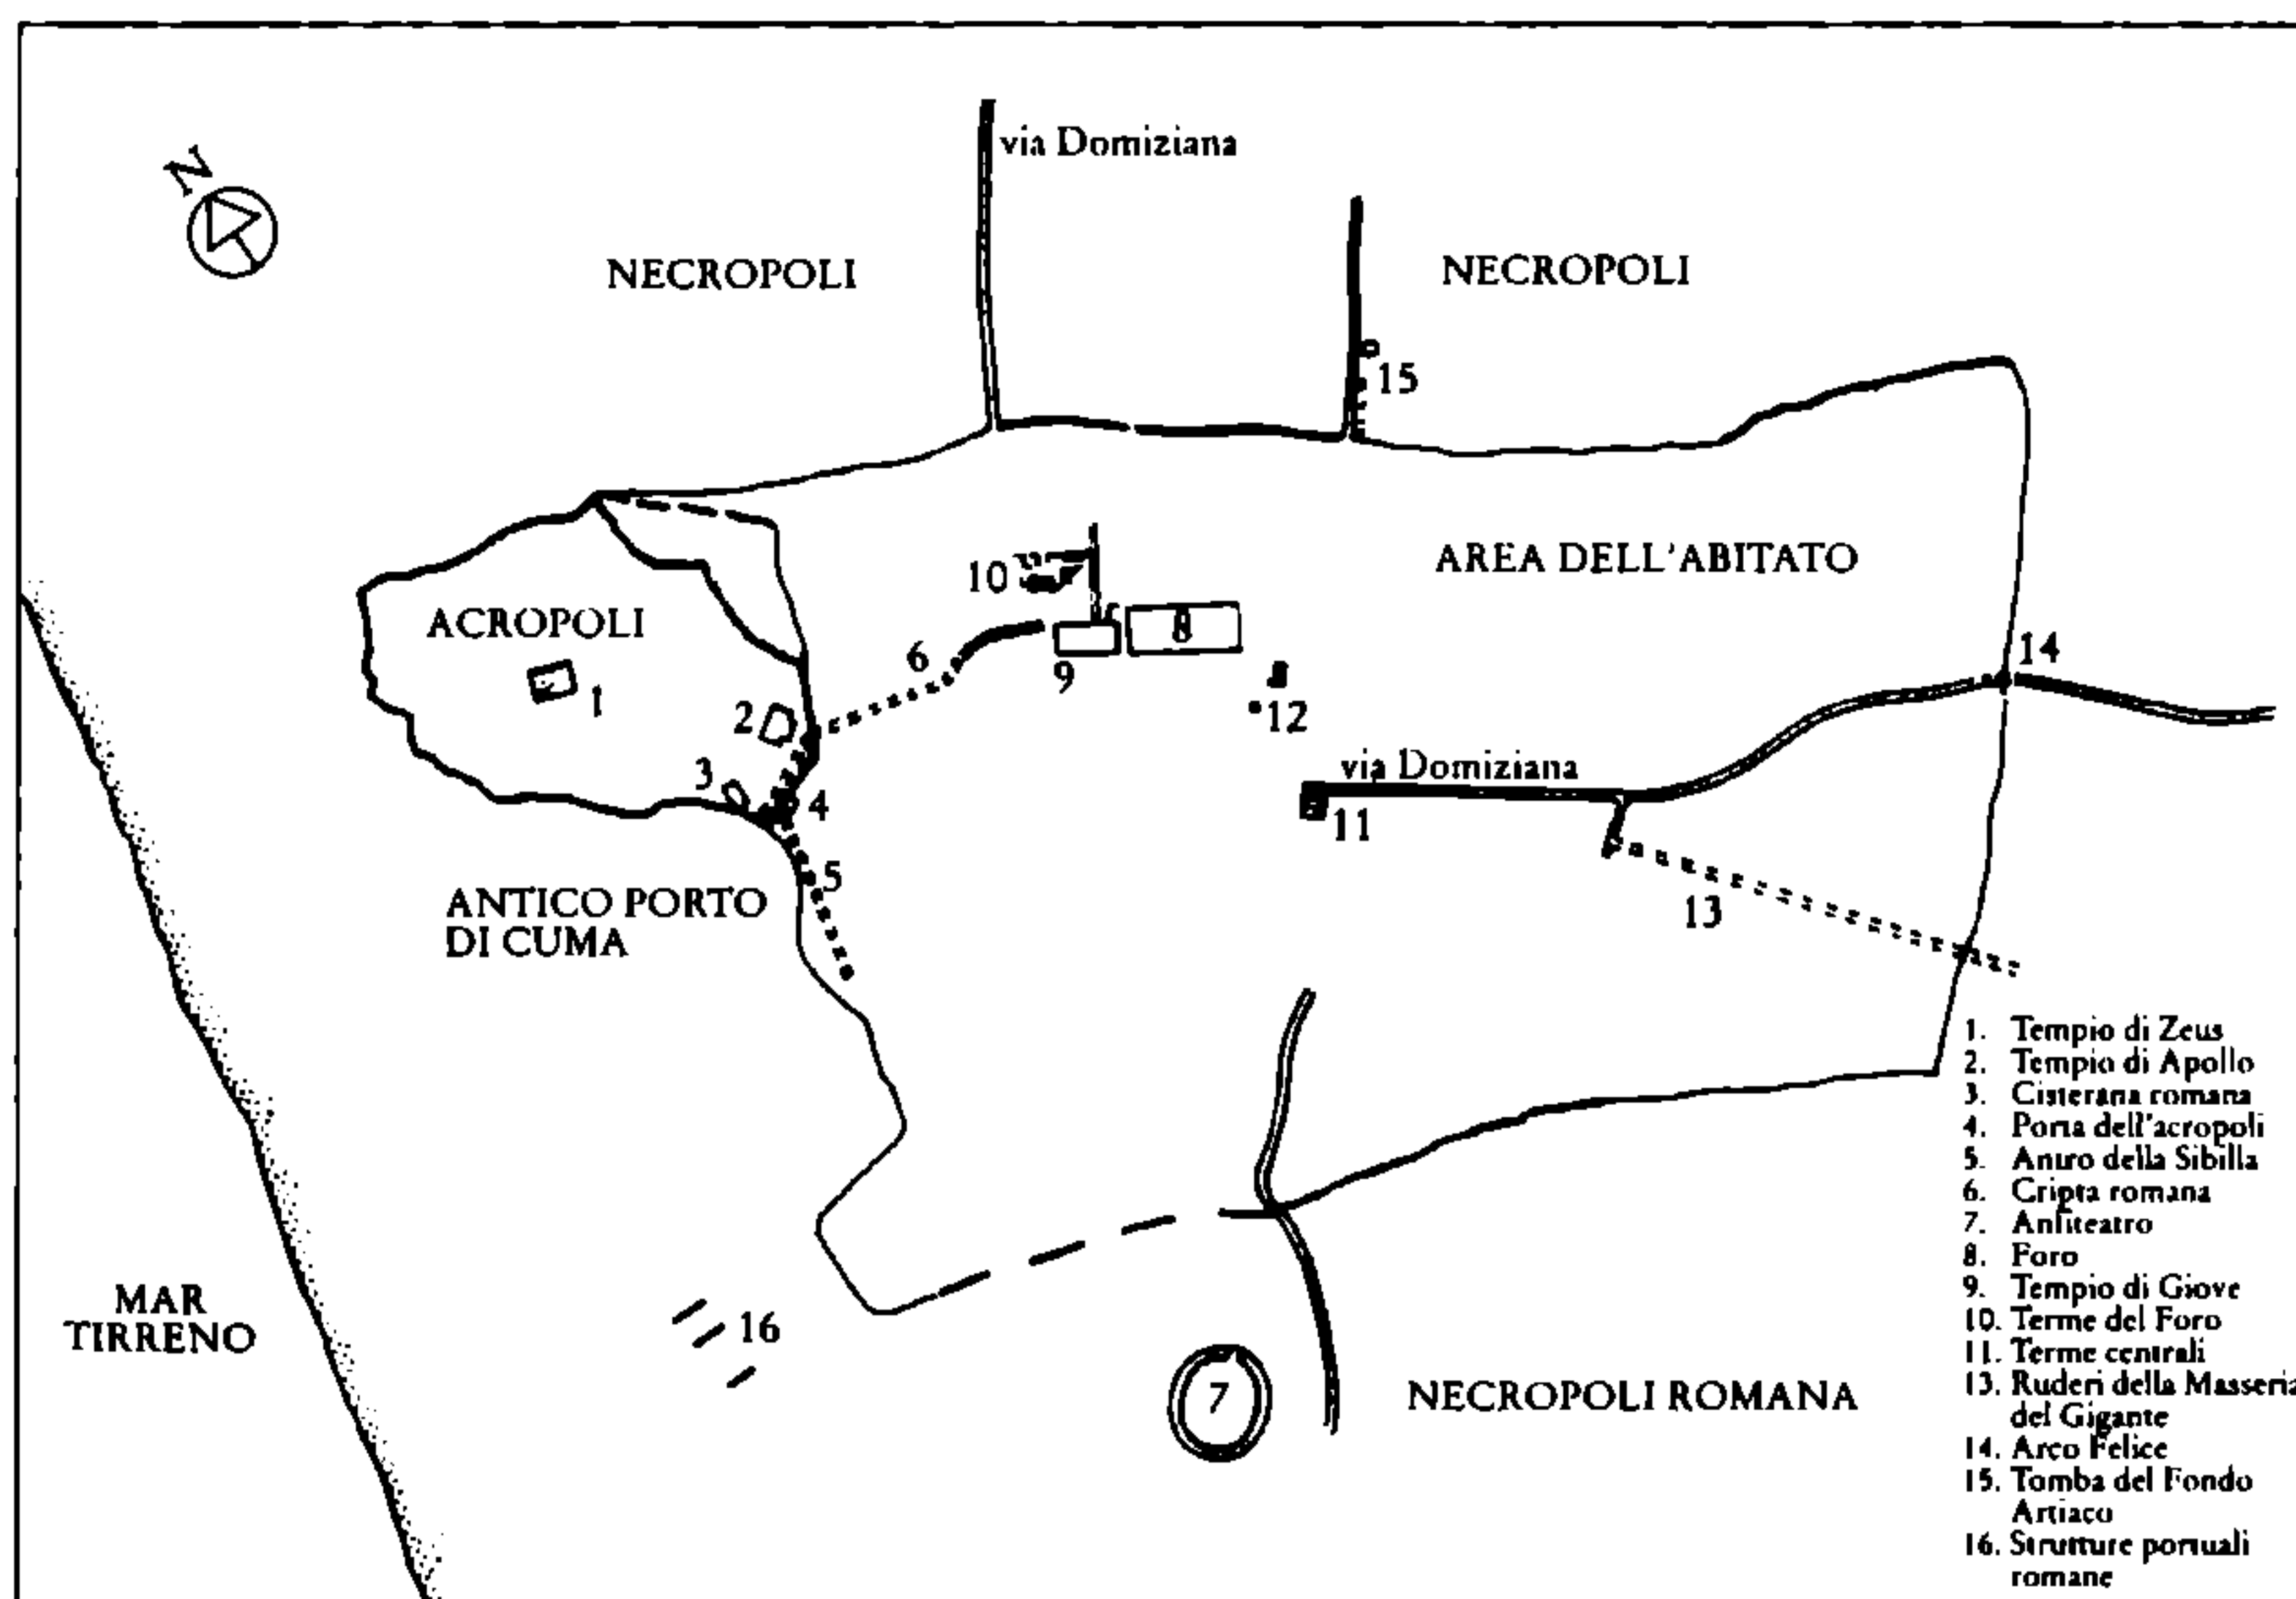 N
via Domiziana
NECROPOLI
NECROPOLI
15
AREA DELL'ABITATO
10
ACROPOLI
8
6
9
14
1
2
12
3
via Domiziana
4
11
5
ANTICO PORTO
DI CUMA
13
MAR
TIRRENO
16
7
NECROPOLI ROMANA
1. Tempio di Zeus
2. Tempio di Apollo
3. Cisterana romana
4. Porta dell'acropoli
5. Antro della Sibilla
6. Cripta romana
7. Anfiteatro
8. Foro
9. Tempio di Giove
10. Terme del Foro
11. Terme centrali
13. Ruderi della Masseria
del Gigante
14. Arco Felice
15. Tomba del Fondo
Artiaco
16. Strutture portuali
romane